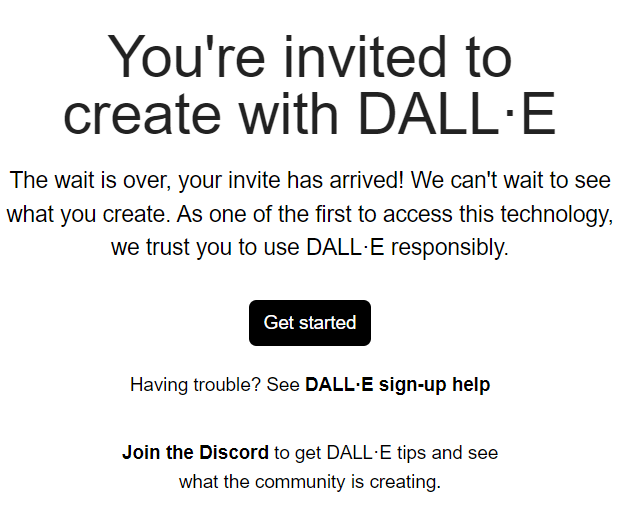 You're invited to
create with DALL·E
The wait is over, your invite has arrived! We can't wait to see
what you create. As one of the first to access this technology,
we trust you to use DALL·E responsibly.
Get started
Having trouble? See DALL·E sign-up help
Join the Discord to get DALL·E tips and see
what the community is creating.